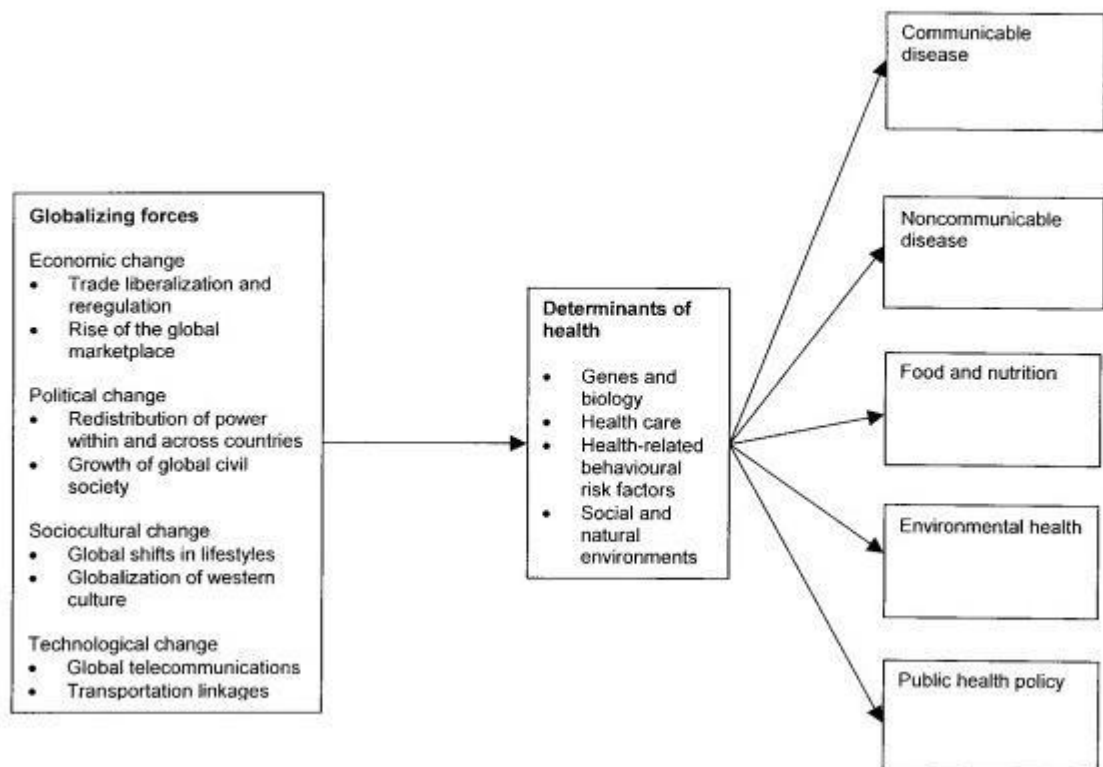 Globalizing forces
Economic change
• Trade liberalization and
reregulation
• Rise of the global
marketplace
Political change
• Redistribution of power
within and across countries
• Growth of global civil
society
Sociocultural change
• Global shifts in lifestyles
• Globalization of western
culture
Technological change
• Global telecommunications
• Transportation linkages
Determinants of
health
• Genes and
biology
• Health care
• Health-related
behavioural
risk factors
• Social and
natural
environments
Communicable
disease
Noncommunicable
disease
Food and nutrition
Environmental health
Public health policy